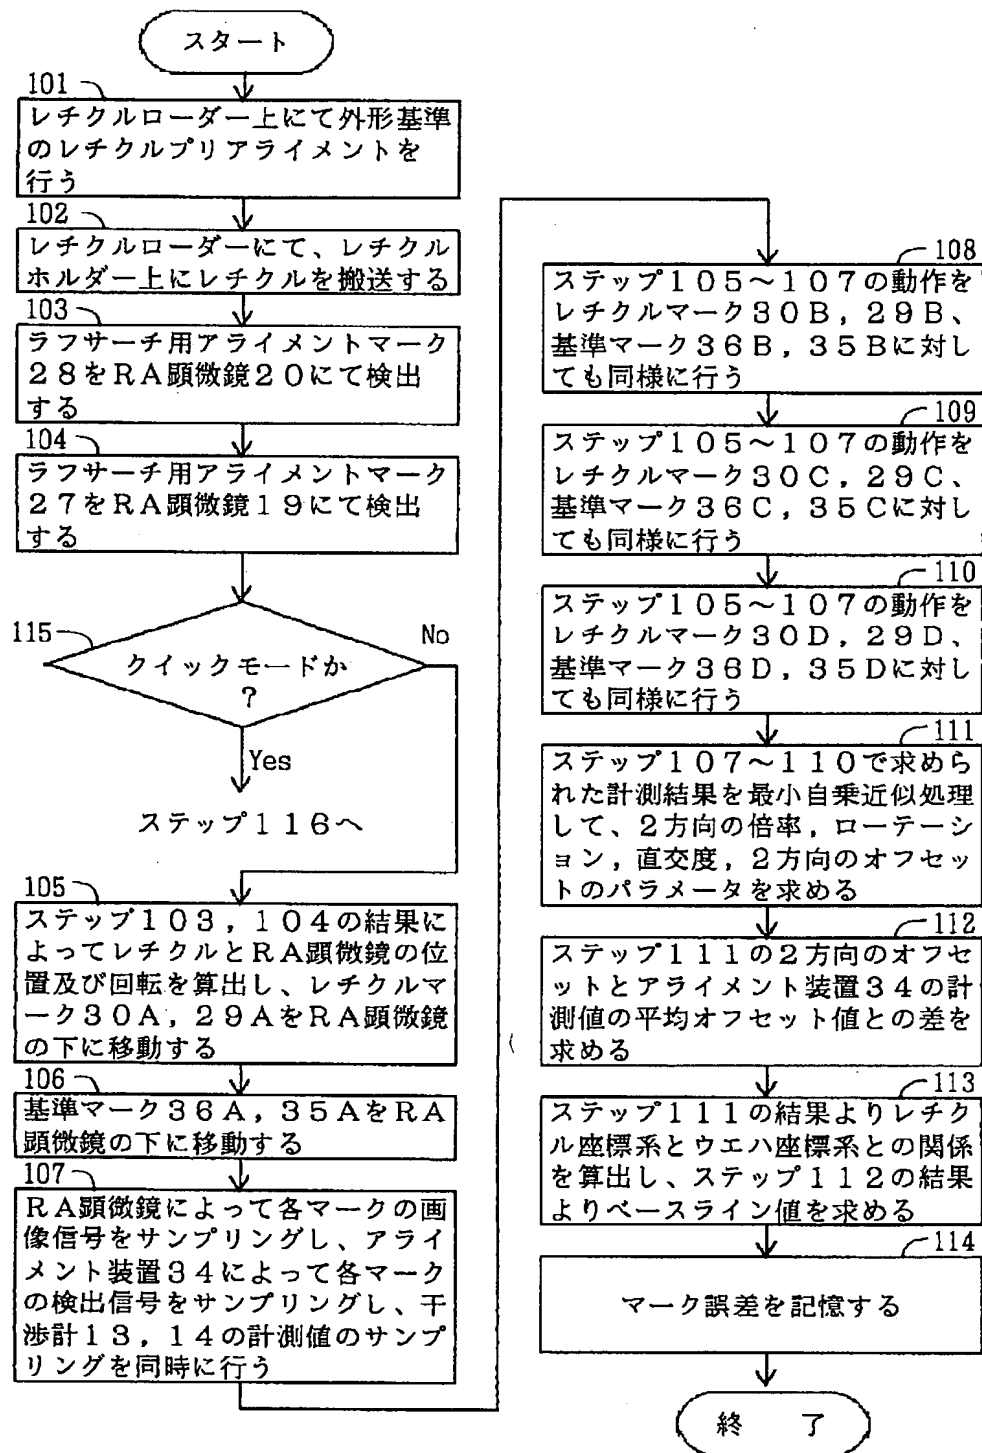 スタート
101
レチクルローダー上にて外形基準
のレチクルプリアライメントを
行う
102
レチクルローダーにて、レチクル
ホルダー上にレチクルを搬送する
103
ラフサーチ用アライメントマーク
28をRA顕微鏡20にて検出
する
104
ラフサーチ用アライメントマーク
27をRA顕微鏡19にて検出
する
115
クイックモードか
?
No
Yes
ステップ116へ
105
ステップ103,104の結果に
よってレチクルとRA顕微鏡の位
置及び回転を算出し、レチクルマ
ーク30A,29AをRA顕微鏡
の下に移動する
106
基準マーク36A,35AをRA
顕微鏡の下に移動する
107
RA顕微鏡によって各マークの画
像信号をサンプリングし、アライ
メント装置34によって各マーク
の検出信号をサンプリングし、干
渉計13,14の計測値のサンプ
リングを同時に行う
108
ステップ105～107の動作を
レチクルマーク30B,29B、
基準マーク36B,35Bに対し
ても同様に行う
109
ステップ105～107の動作を
レチクルマーク30C,29C、
基準マーク36C,35Cに対し
ても同様に行う
110
ステップ105～107の動作を
レチクルマーク30D,29D、
基準マーク36D,35Dに対し
ても同様に行う
111
ステップ107～110で求めら
れた計測結果を最小自乗近似処理
して、2方向の倍率,ローテーシ
ョン,直交度,2方向のオフセット
のパラメータを求める
112
ステップ111の2方向のオフセ
ットとアライメント装置34の計
測値の平均オフセット値との差を
求める
113
ステップ111の結果よりレチク
ル座標系とウエハ座標系との関係
を算出し、ステップ112の結果
よりベースライン値を求める
114
マーク誤差を記憶する
終 了